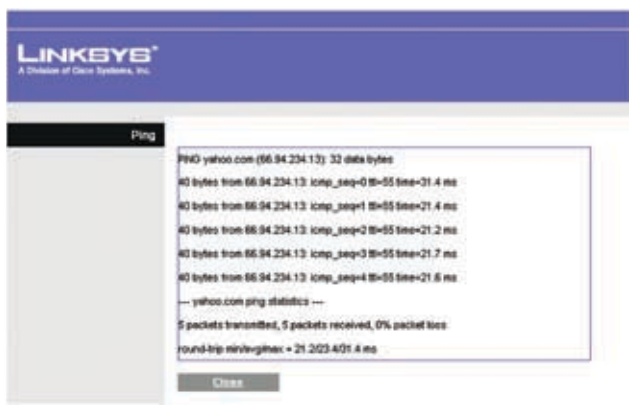 LINKSYS®
A Division of Cisco Systems, Inc.
Ping
PING yahoo.com (66.94.234.13): 32 data bytes
40 bytes from 66.94.234.13: icmp_seq=0 ttl=55 time=31.4 ms
40 bytes from 66.94.234.13: icmp_seq=1 ttl=55 time=21.4 ms
40 bytes from 66.94.234.13: icmp_seq=2 ttl=55 time=21.2 ms
40 bytes from 66.94.234.13: icmp_seq=3 ttl=55 time=21.7 ms
40 bytes from 66.94.234.13: icmp_seq=4 ttl=55 time=21.6 ms
--- yahoo.com ping statistics ---
5 packets transmitted, 5 packets received, 0% packet loss
round-trip min/avg/max = 21.2/23.4/31.4 ms
Close